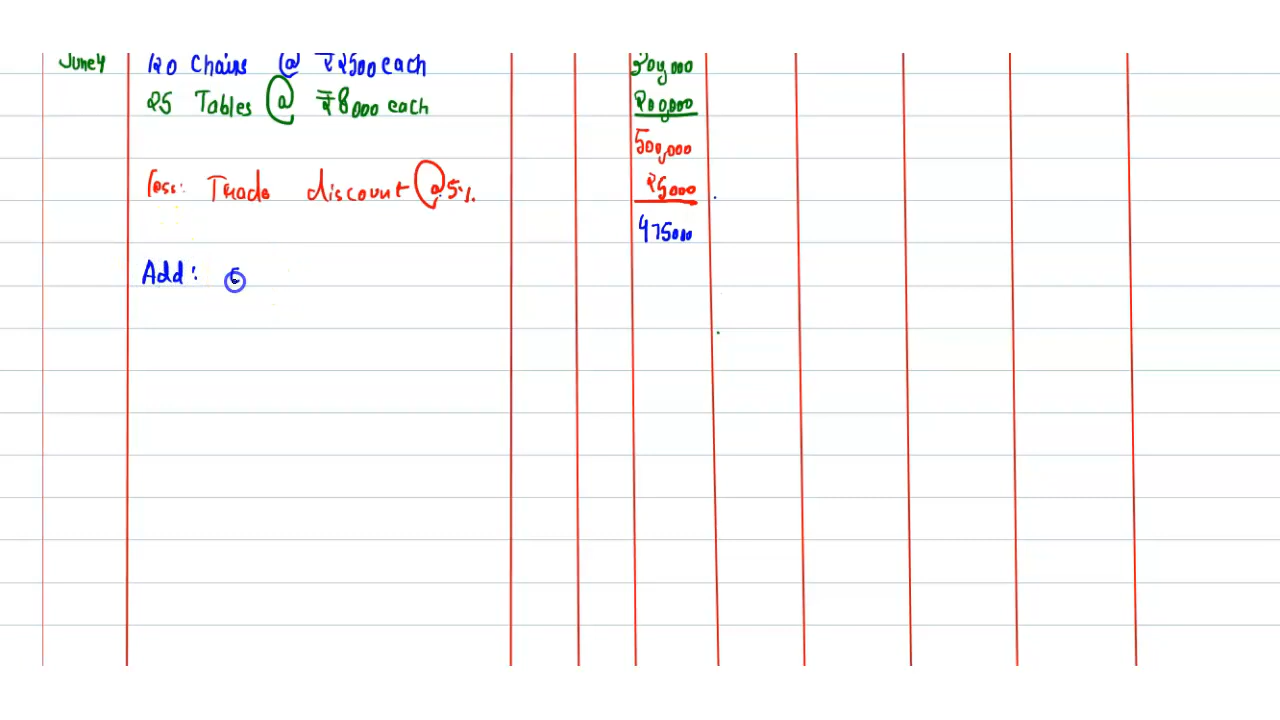 June 4 120 Chairs @ ₹2500 each 300,000
25 Tables @ ₹8000 each 200,000
500,000
Less: Trade discount @5% 25000
475000
Add: